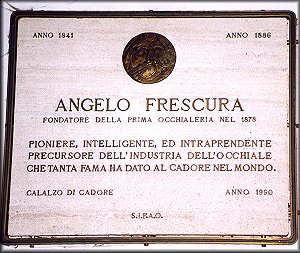 ANNO 1841 ANNO 1886
ANGELO FRESCURA
FONDATORE DELLA PRIMA OCCHIALERIA NEL 1878
PIONIERE, INTELLIGENTE, ED INTRAPRENDENTE
PRECURSORE DELL'INDUSTRIA DELL'OCCHIALE
CHE TANTA FAMA HA DATO AL CADORE NEL MONDO.
CALALZO DI CADORE ANNO 1990
S.I.P.A.O.